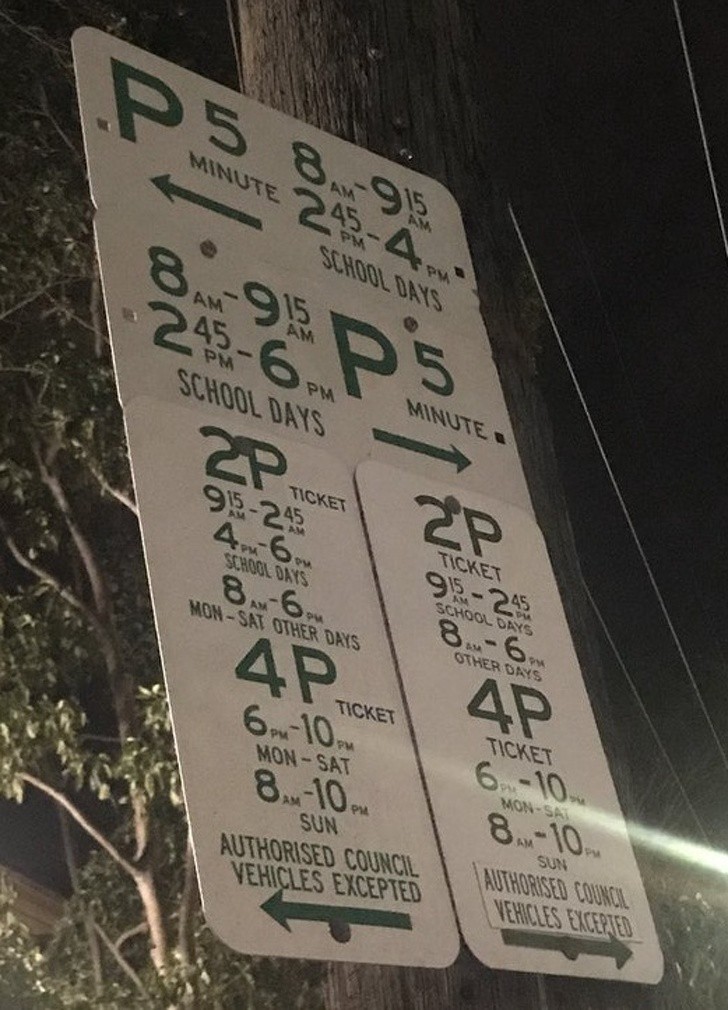 P 5 MINUTE
8 AM - 9 15 AM
2 45 PM - 4 PM
SCHOOL DAYS
8 AM - 9 15 AM
2 45 PM - 6 PM
SCHOOL DAYS
P 5 MINUTE
2P TICKET
9 15 AM - 2 45 AM
4 PM - 6 PM
SCHOOL DAYS
8 AM - 6 PM
MON - SAT OTHER DAYS
4P TICKET
6 PM - 10 PM
MON - SAT
8 AM - 10 PM
SUN
AUTHORISED COUNCIL
VEHICLES EXCEPTED
2P
TICKET
9 15 AM - 2 45 PM
SCHOOL DAYS
8 AM - 6 PM
OTHER DAYS
4P
TICKET
6 PM - 10 PM
MON - SAT
8 AM - 10 PM
SUN
AUTHORISED COUNCIL
VEHICLES EXCEPTED